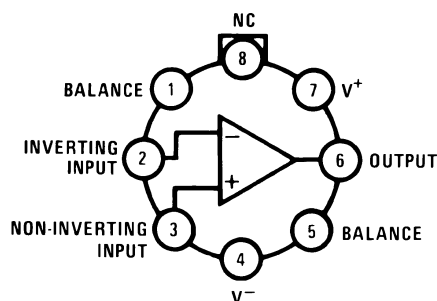 NC
8
BALANCE 1
7 V+
INVERTING
INPUT
2
−
6 OUTPUT
+
NON-INVERTING
INPUT
3
5 BALANCE
4
V−